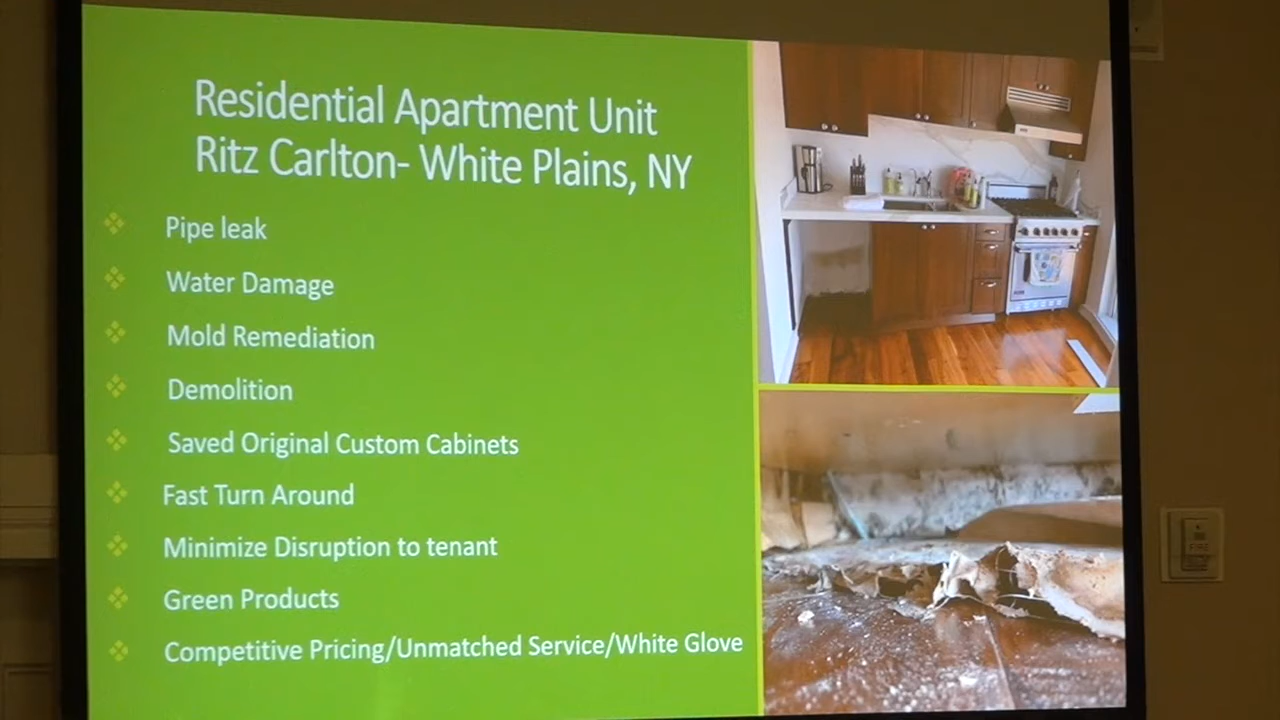 Residential Apartment Unit
Ritz Carlton- White Plains, NY
Pipe leak
Water Damage
Mold Remediation
Demolition
Saved Original Custom Cabinets
Fast Turn Around
Minimize Disruption to tenant
Green Products
Competitive Pricing/Unmatched Service/White Glove
FIRE